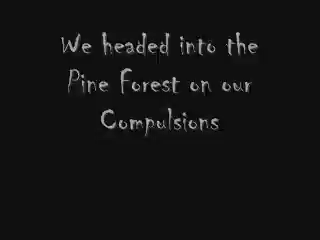 We headed into the
Pine Forest on our
Compulsions